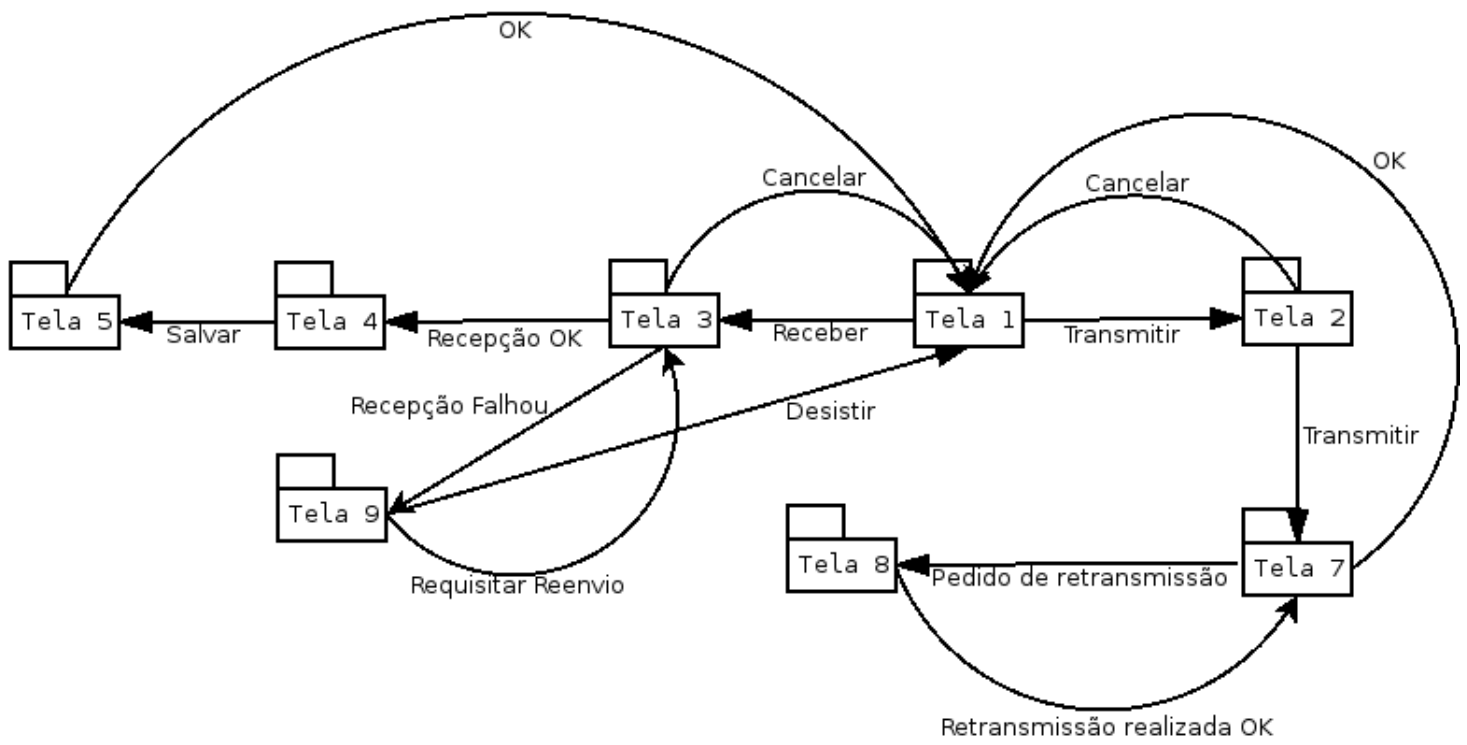 OK
OK
Cancelar
Cancelar
Tela 5
Salvar
Tela 4
Recepção OK
Tela 3
Receber
Tela 1
Transmitir
Tela 2
Recepção Falhou
Desistir
Transmitir
Tela 9
Requisitar Reenvio
Tela 8
Pedido de retransmissão
Tela 7
Retransmissão realizada OK